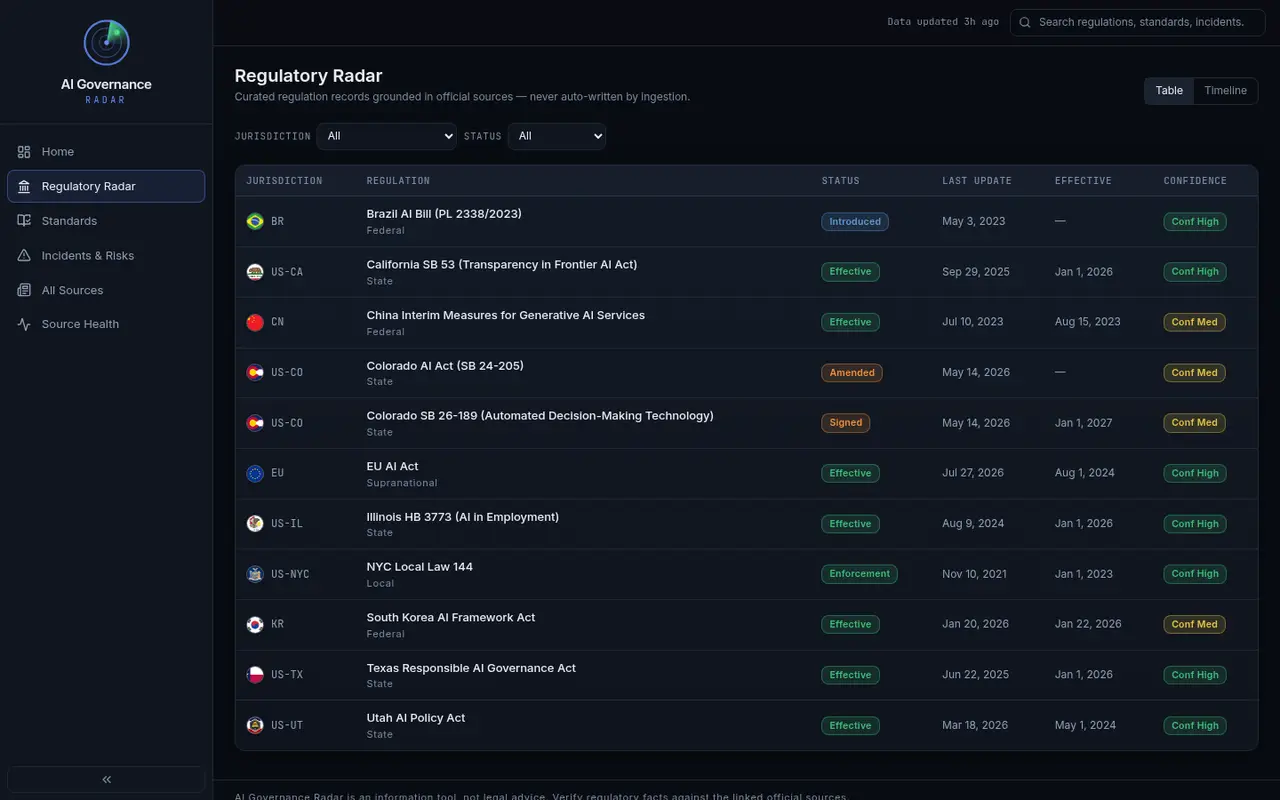 AI Governance
RADAR
Home
Regulatory Radar
Standards
Incidents & Risks
All Sources
Source Health
Data updated 3h ago
Search regulations, standards, incidents.
Regulatory Radar
Curated regulation records grounded in official sources — never auto-written by ingestion.
Table Timeline
JURISDICTION All STATUS All
JURISDICTION REGULATION STATUS LAST UPDATE EFFECTIVE CONFIDENCE
BR Brazil AI Bill (PL 2338/2023) Introduced May 3, 2023 — Conf High
Federal
US-CA California SB 53 (Transparency in Frontier AI Act) Effective Sep 29, 2025 Jan 1, 2026 Conf High
State
CN China Interim Measures for Generative AI Services Effective Jul 10, 2023 Aug 15, 2023 Conf Med
Federal
US-CO Colorado AI Act (SB 24-205) Amended May 14, 2026 — Conf Med
State
US-CO Colorado SB 26-189 (Automated Decision-Making Technology) Signed May 14, 2026 Jan 1, 2027 Conf Med
State
EU EU AI Act Effective Jul 27, 2026 Aug 1, 2024 Conf High
Supranational
US-IL Illinois HB 3773 (AI in Employment) Effective Aug 9, 2024 Jan 1, 2026 Conf High
State
US-NYC NYC Local Law 144 Enforcement Nov 10, 2021 Jan 1, 2023 Conf High
Local
KR South Korea AI Framework Act Effective Jan 20, 2026 Jan 22, 2026 Conf Med
Federal
US-TX Texas Responsible AI Governance Act Effective Jun 22, 2025 Jan 1, 2026 Conf High
State
US-UT Utah AI Policy Act Effective Mar 18, 2026 May 1, 2024 Conf High
State
AI Governance Radar is an information tool, not legal advice. Verify regulatory facts against the linked official sources.